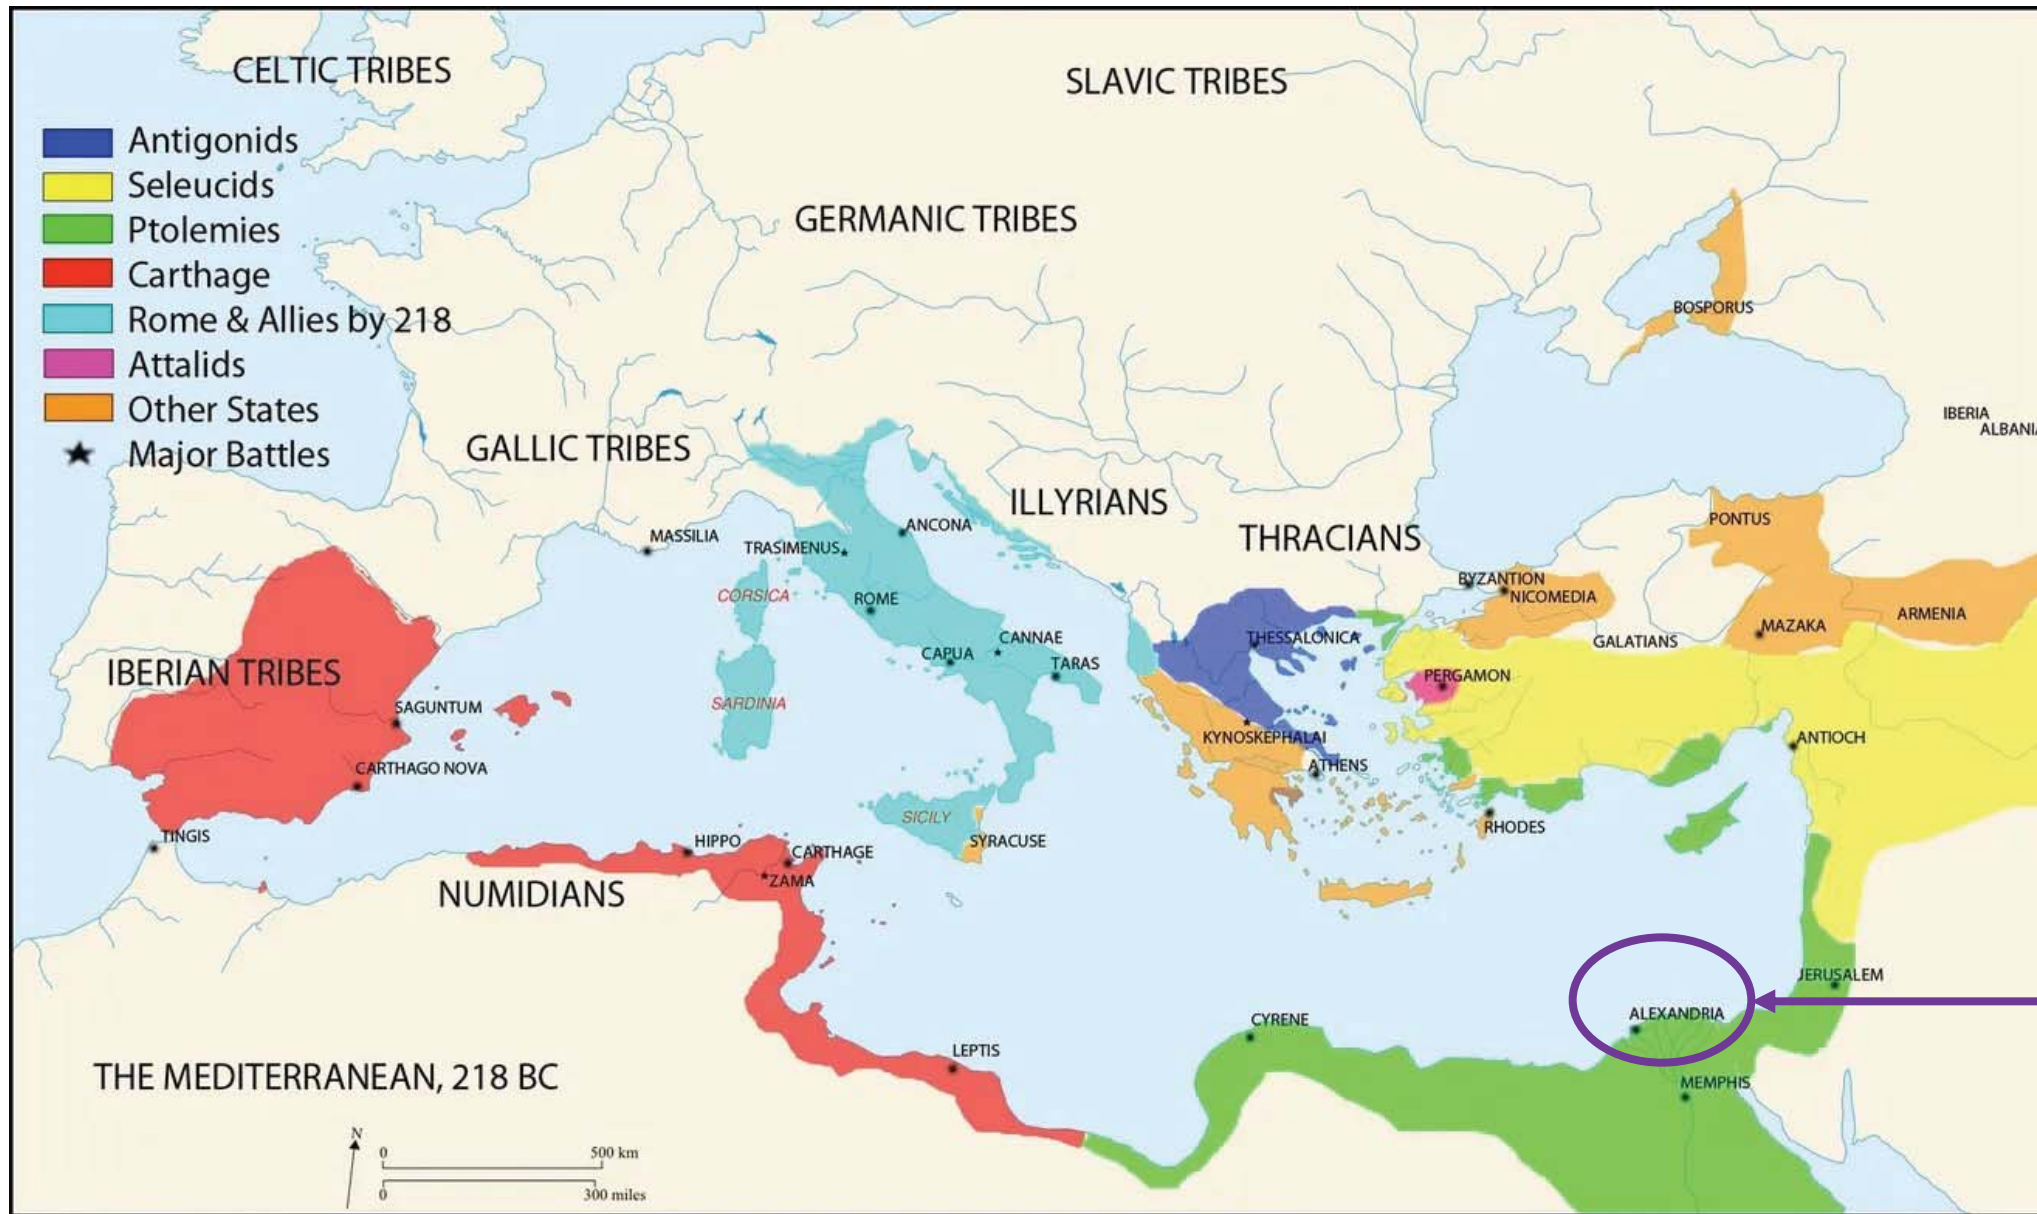 CELTIC TRIBES
SLAVIC TRIBES
Antigonids
Seleucids
Ptolemies
Carthage
Rome & Allies by 218
Attalids
Other States
Major Battles
GERMANIC TRIBES
BOSPORUS
IBERIA
ALBANIA
GALLIC TRIBES
ILLYRIANS
THRACIANS
PONTUS
MASSILIA
ANCONA
TRASIMENUS
CORSICA
ROME
BYZANTION
NICOMEDIA
ARMENIA
MAZAKA
GALATIANS
CANNAE
THESSALONICA
CAPUA
TARAS
IBERIAN TRIBES
SARDINIA
PERGAMON
SAGUNTUM
KYNOSKEPHALAI
ANTIOCH
CARTHAGO NOVA
ATHENS
SICILY
RHODES
TINGIS
HIPPO
SYRACUSE
CARTHAGE
ZAMA
NUMIDIANS
JERUSALEM
ALEXANDRIA
CYRENE
LEPTIS
MEMPHIS
THE MEDITERRANEAN, 218 BC
N
0 500 km
0 300 miles